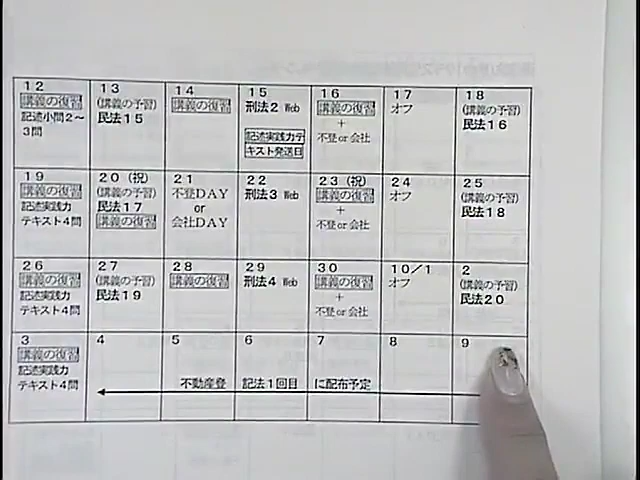 12
講義の復習
記述小問2～
3問
13
(講義の予習)
民法15
14
講義の復習
15
刑法2 Web
記述実践力テ
キスト発送日
16
講義の復習
+
不登or会社
17
オフ
18
(講義の予習)
民法16
19
講義の復習
記述実践力
テキスト4問
20(祝)
(講義の予習)
民法17
講義の復習
21
不登DAY
or
会社DAY
22
刑法3 Web
23(祝)
講義の復習
+
不登or会社
24
オフ
25
(講義の予習)
民法18
26
講義の復習
記述実践力
テキスト4問
27
(講義の予習)
民法19
28
講義の復習
29
刑法4 Web
30
講義の復習
+
不登or会社
10/1
オフ
2
(講義の予習)
民法20
3
講義の復習
記述実践力
テキスト4問
4
5
6
7
8
9
不動産登記法1回目に配布予定